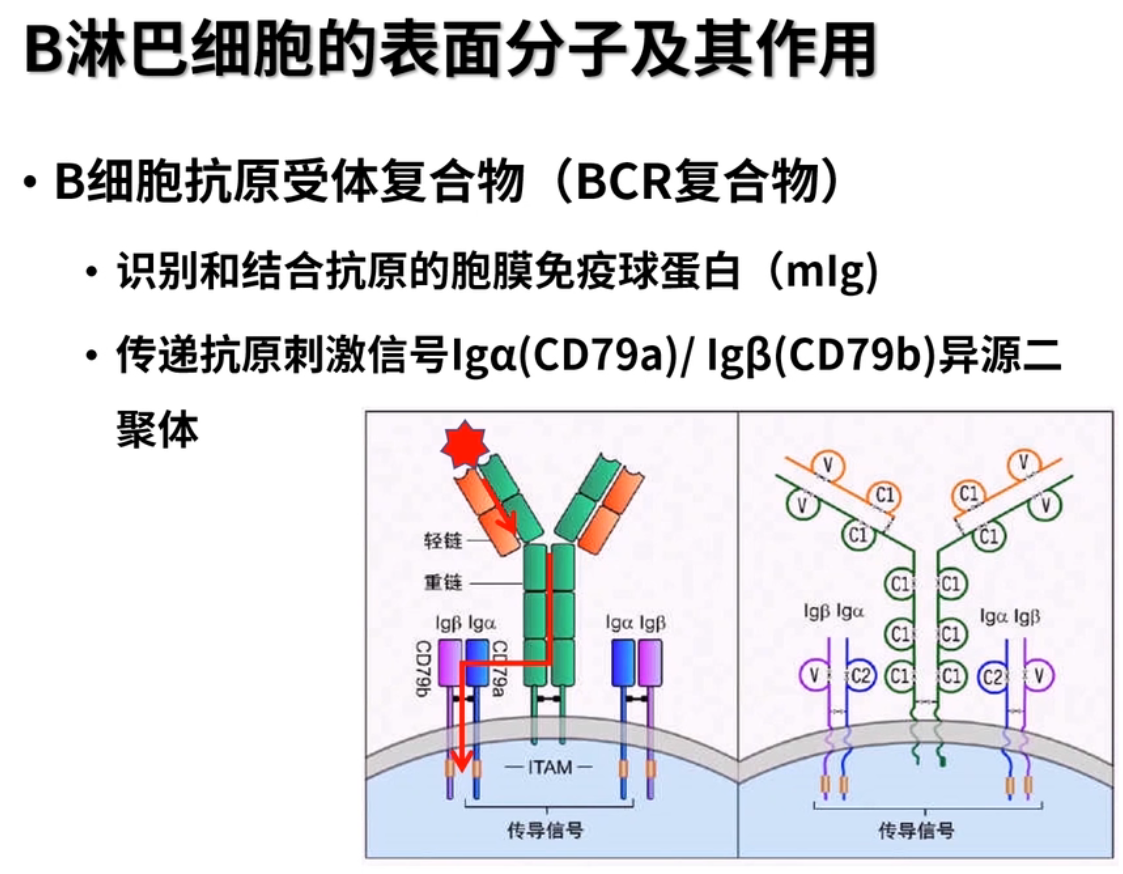 B淋巴细胞的表面分子及其作用
• B细胞抗原受体复合物（BCR复合物）
• 识别和结合抗原的胞膜免疫球蛋白（mIg)
• 传递抗原刺激信号Igα(CD79a)/ Igβ(CD79b)异源二
聚体
轻链
重链
Igβ Igα
Igα Igβ
CD79b
CD79a
ITAM
传导信号
V
C1
V
C1
V
C1
V
C1
C1
C1
C1
C1
C1
C1
Igβ Igα
Igα Igβ
V
C2
C2
V
传导信号